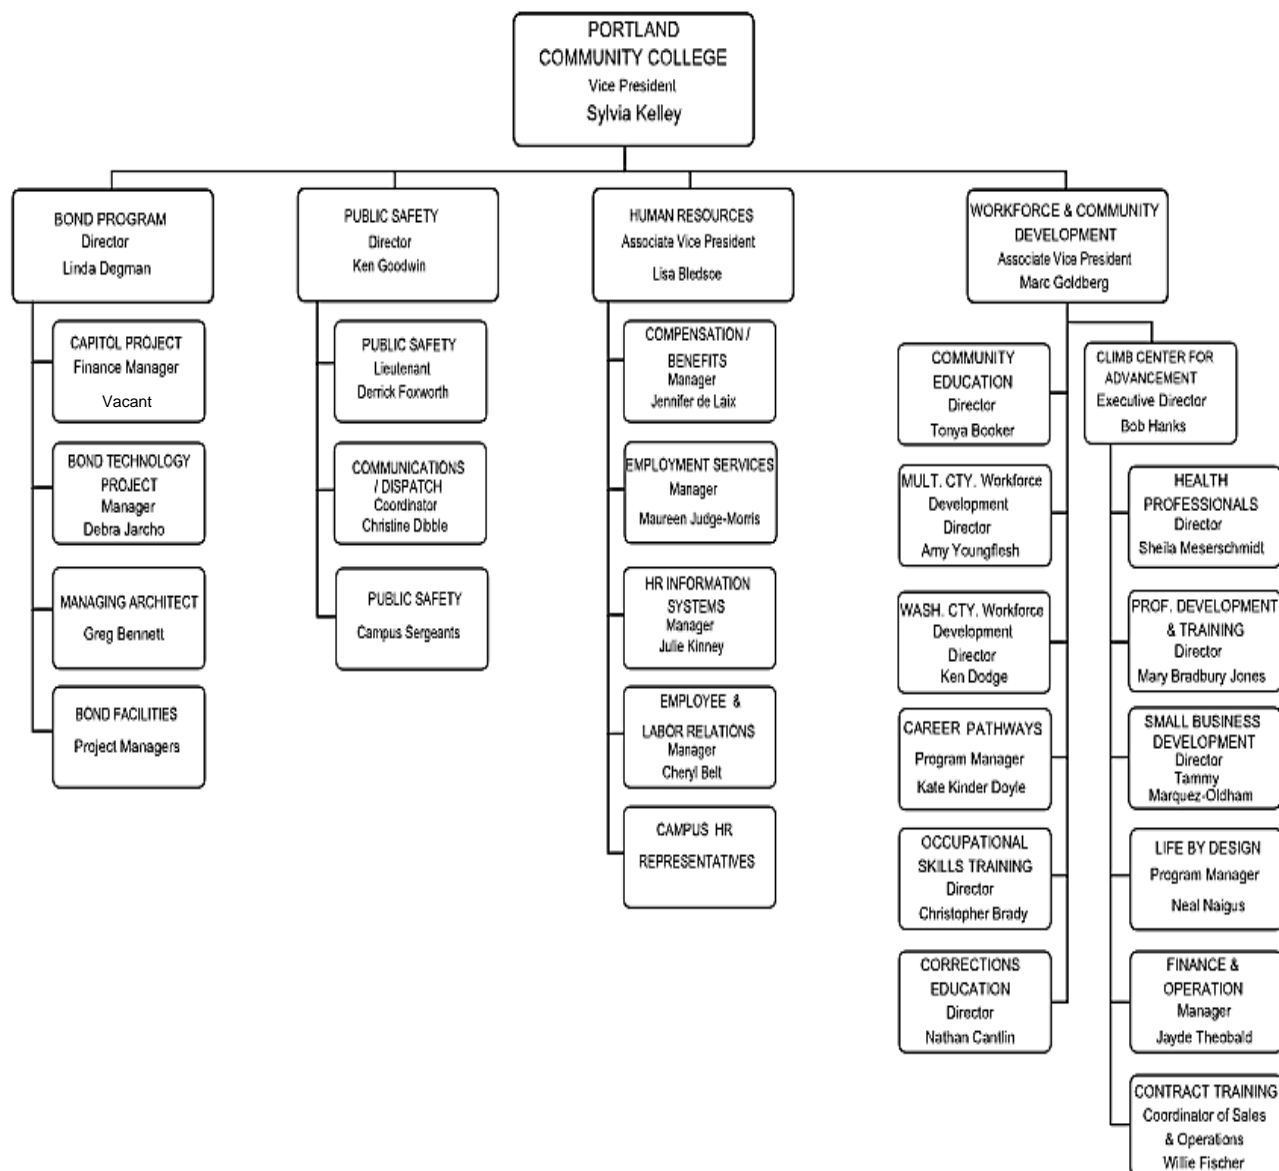 PORTLAND
COMMUNITY COLLEGE
Vice President
Sylvia Kelley
BOND PROGRAM
Director
Linda Degman
CAPITOL PROJECT
Finance Manager
Vacant
BOND TECHNOLOGY
PROJECT
Manager
Debra Jarcho
MANAGING ARCHITECT
Greg Bennett
BOND FACILITIES
Project Managers
PUBLIC SAFETY
Director
Ken Goodwin
PUBLIC SAFETY
Lieutenant
Derrick Foxworth
COMMUNICATIONS
/ DISPATCH
Coordinator
Christine Dibble
PUBLIC SAFETY
Campus Sergeants
HUMAN RESOURCES
Associate Vice President
Lisa Bledsoe
COMPENSATION /
BENEFITS
Manager
Jennifer de Laix
EMPLOYMENT SERVICES
Manager
Maureen Judge-Morris
HR INFORMATION
SYSTEMS
Manager
Julie Kinney
EMPLOYEE &
LABOR RELATIONS
Manager
Cheryl Belt
CAMPUS HR
REPRESENTATIVES
WORKFORCE & COMMUNITY
DEVELOPMENT
Associate Vice President
Marc Goldberg
COMMUNITY
EDUCATION
Director
Tonya Booker
MULT. CTY. Workforce
Development
Director
Amy Youngflesh
WASH. CTY. Workforce
Development
Director
Ken Dodge
CAREER PATHWAYS
Program Manager
Kate Kinder Doyle
OCCUPATIONAL
SKILLS TRAINING
Director
Christopher Brady
CORRECTIONS
EDUCATION
Director
Nathan Cantlin
CLIMB CENTER FOR
ADVANCEMENT
Executive Director
Bob Hanks
HEALTH
PROFESSIONALS
Director
Sheila Meserschmidt
PROF. DEVELOPMENT
& TRAINING
Director
Mary Bradbury Jones
SMALL BUSINESS
DEVELOPMENT
Director
Tammy
Marquez-Oldham
LIFE BY DESIGN
Program Manager
Neal Naigus
FINANCE &
OPERATION
Manager
Jayde Theobald
CONTRACT TRAINING
Coordinator of Sales
& Operations
Willie Fischer